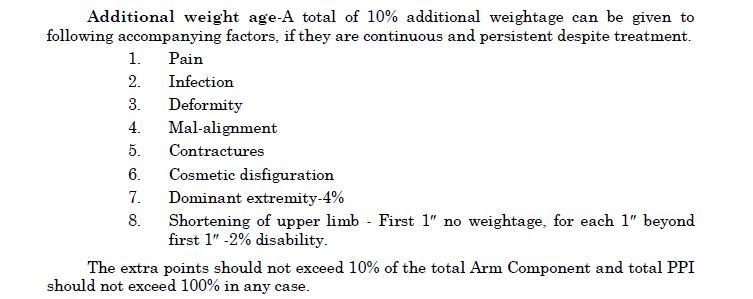 Additional weight age-A total of 10% additional weightage can be given to
following accompanying factors, if they are continuous and persistent despite treatment.
1. Pain
2. Infection
3. Deformity
4. Mal-alignment
5. Contractures
6. Cosmetic disfiguration
7. Dominant extremity-4%
8. Shortening of upper limb - First 1″ no weightage, for each 1″ beyond
first 1″ -2% disability.
The extra points should not exceed 10% of the total Arm Component and total PPI
should not exceed 100% in any case.